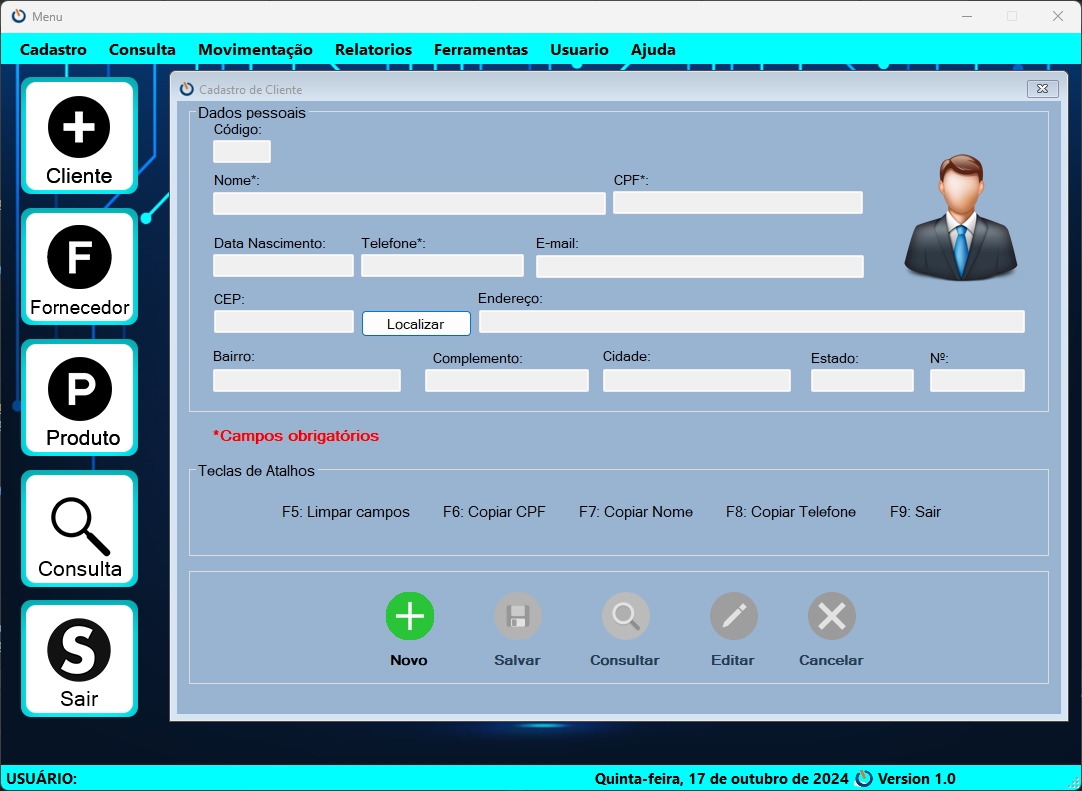 Menu
Cadastro Consulta Movimentação Relatorios Ferramentas Usuario Ajuda
Cliente
Fornecedor
Produto
Consulta
Sair
Cadastro de Cliente
Dados pessoais
Código:
Nome*: CPF*:
Data Nascimento: Telefone*: E-mail:
CEP: Endereço:
Localizar
Bairro: Complemento: Cidade: Estado: Nº:
*Campos obrigatórios
Teclas de Atalhos
F5: Limpar campos F6: Copiar CPF F7: Copiar Nome F8: Copiar Telefone F9: Sair
Novo Salvar Consultar Editar Cancelar
USUÁRIO: Quinta-feira, 17 de outubro de 2024 Version 1.0